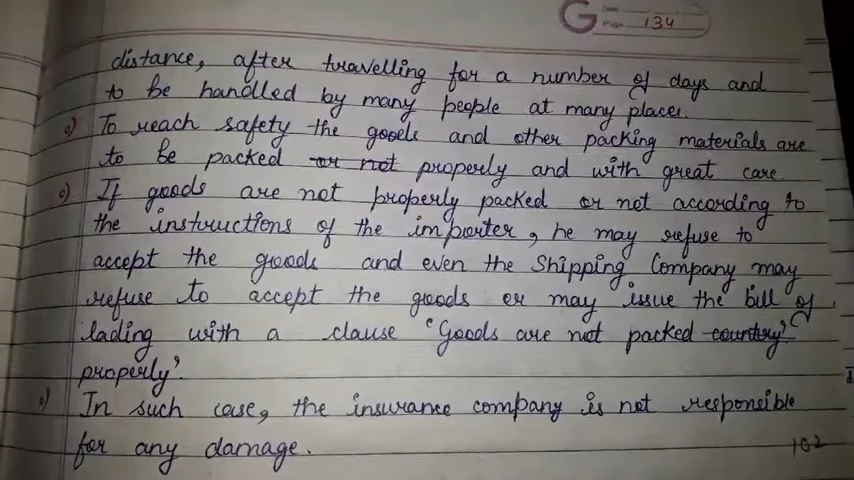 Date
Page 134
distance, after travelling for a number of days and
to be handled by many people at many places.
o) To reach safety the goods and other packing materials are
to be packed or not properly and with great care.
o) If goods are not properly packed or not according to
the instructions of the importer, he may refuse to
accept the goods and even the Shipping Company may
refuse to accept the goods or may issue the bill of
lading with a clause 'Goods are not packed country'
properly'.
o) In such case, the insurance company is not responsible
for any damage.
102